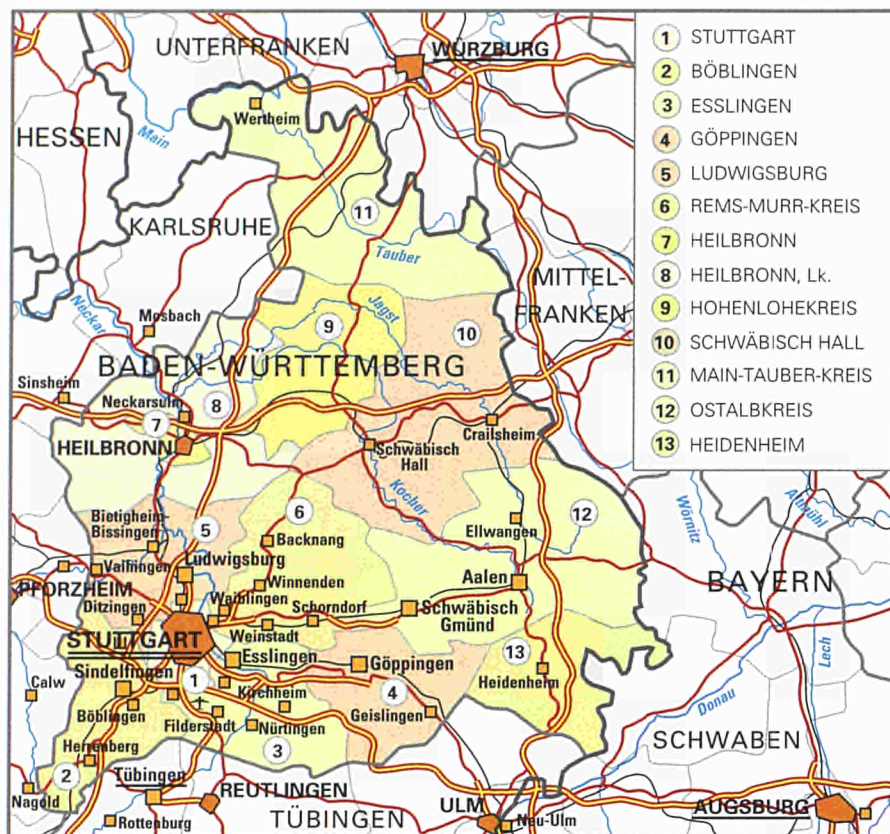 UNTERFRANKEN
WÜRZBURG
Wertheim
Main
HESSEN
KARLSRUHE
11
Tauber
MITTEL-
FRANKEN
Neckar
Mosbach
Jagst
9
10
BADEN-WÜRTTEMBERG
Sinsheim
Neckarsulm
8
7
HEILBRONN
Crailsheim
Schwäbisch
Hall
Kocher
Bietigheim-
Bissingen
5
6
Backnang
Ellwangen
12
Wörnitz
Altmühl
Vaihingen
Ludwigsburg
PFORZHEIM
Ditzingen
Winnenden
Waiblingen
Schorndorf
Aalen
BAYERN
Schwäbisch
Gmünd
Weinstadt
STUTTGART
Sindelfingen
Esslingen
Göppingen
13
Heidenheim
Lech
Calw
1
Kirchheim
4
Geislingen
Donau
Böblingen
Filderstadt
Nürtingen
Herrenberg
3
SCHWABEN
2
Tübingen
Nagold
REUTLINGEN
Rottenburg
TÜBINGEN
ULM
Neu-Ulm
AUGSBURG
1 STUTTGART
2 BÖBLINGEN
3 ESSLINGEN
4 GÖPPINGEN
5 LUDWIGSBURG
6 REMS-MURR-KREIS
7 HEILBRONN
8 HEILBRONN, Lk.
9 HOHENLOHEKREIS
10 SCHWÄBISCH HALL
11 MAIN-TAUBER-KREIS
12 OSTALBKREIS
13 HEIDENHEIM